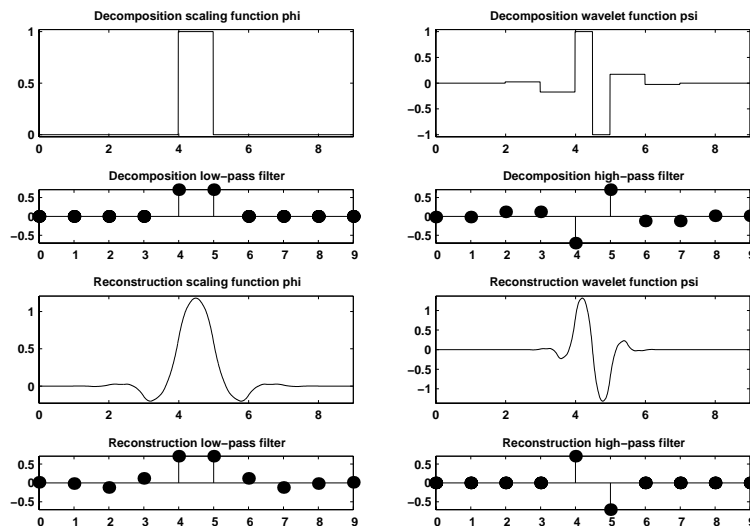 Decomposition scaling function phi
1
0.5
0
0 2 4 6 8
Decomposition wavelet function psi
1
0.5
0
−0.5
−1
0 2 4 6 8
Decomposition low−pass filter
0.5
0
−0.5
0 1 2 3 4 5 6 7 8 9
Decomposition high−pass filter
0.5
0
−0.5
0 1 2 3 4 5 6 7 8 9
Reconstruction scaling function phi
1
0.5
0
0 2 4 6 8
Reconstruction wavelet function psi
1
0.5
0
−0.5
−1
0 2 4 6 8
Reconstruction low−pass filter
0.5
0
−0.5
0 1 2 3 4 5 6 7 8 9
Reconstruction high−pass filter
0.5
0
−0.5
0 1 2 3 4 5 6 7 8 9